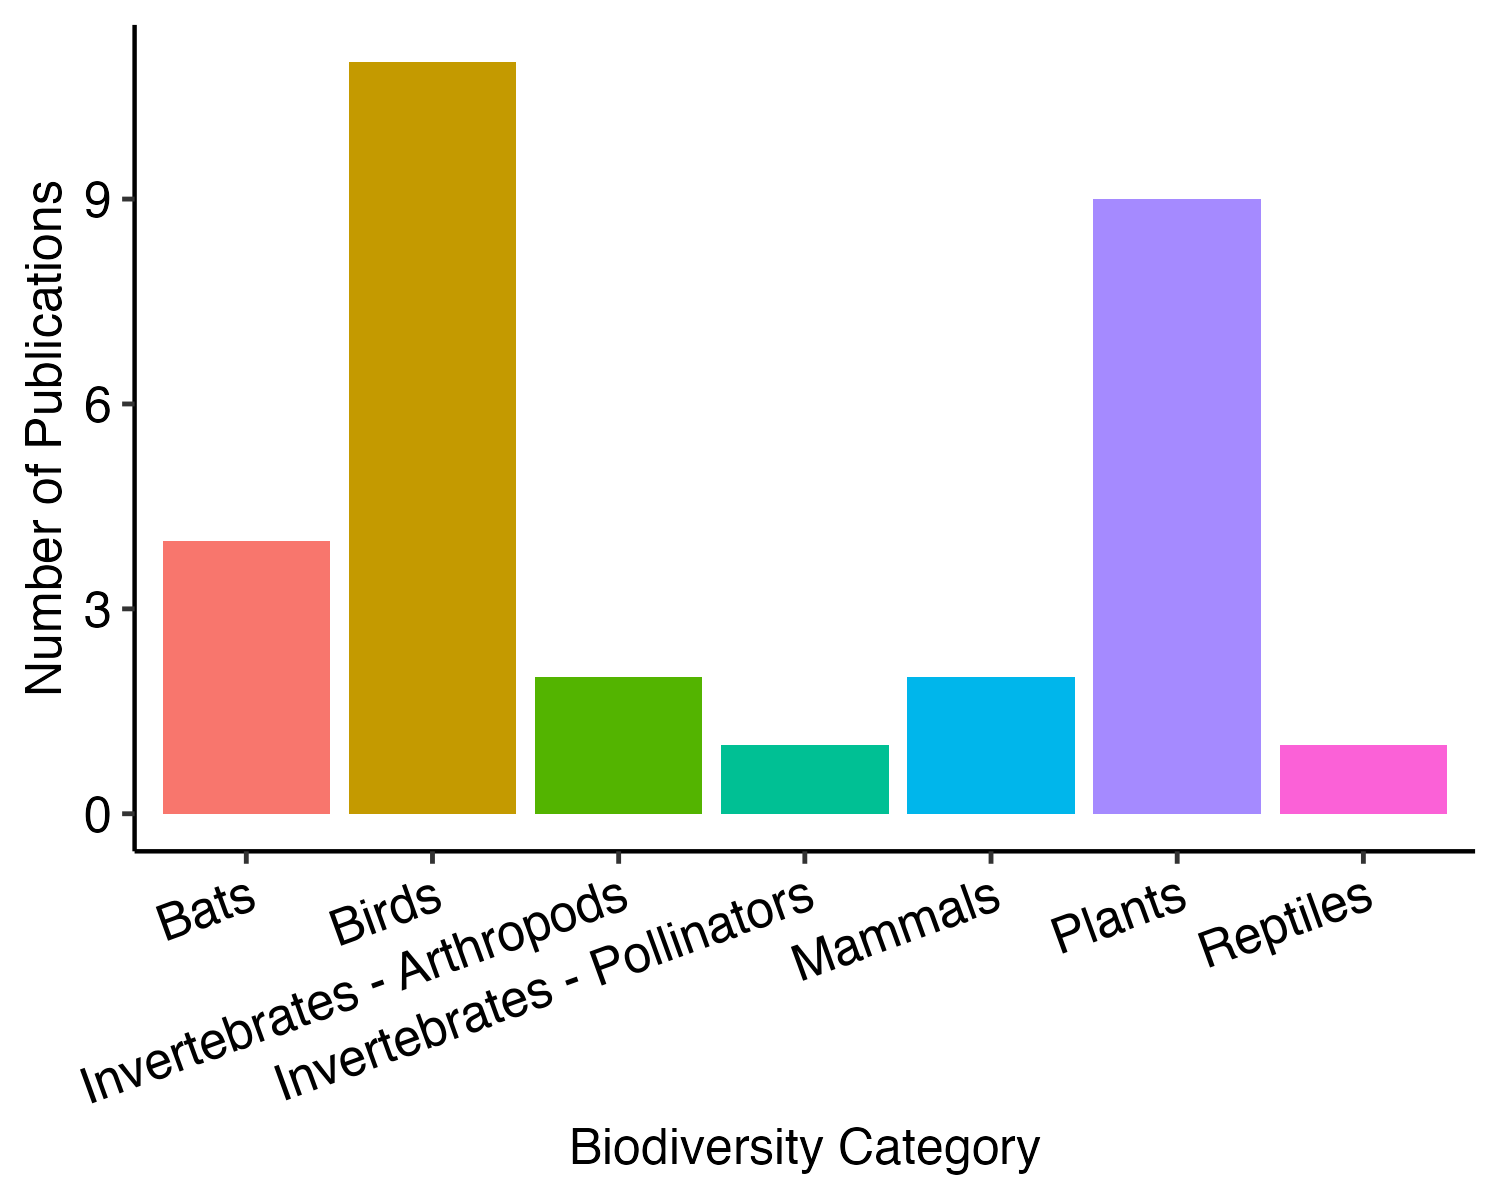 Number of Publications
9
6
3
0
Bats
Birds
Invertebrates - Arthropods
Invertebrates - Pollinators
Mammals
Plants
Reptiles
Biodiversity Category